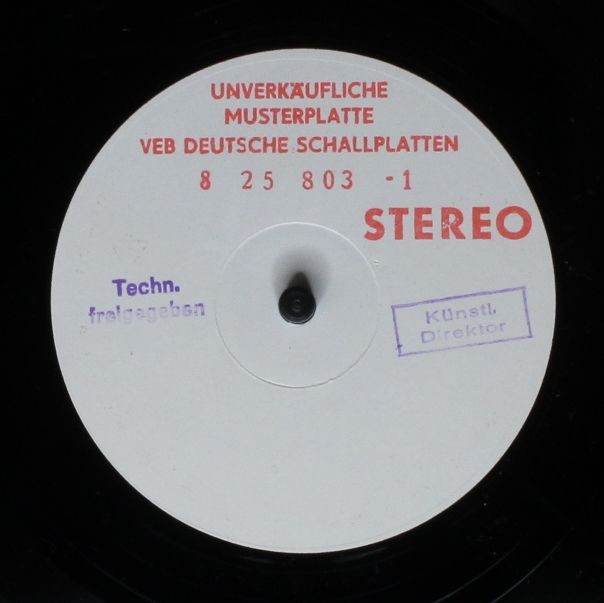 UNVERKÄUFLICHE
MUSTERPLATTE
VEB DEUTSCHE SCHALLPLATTEN
8 25 803 -1
STEREO
Techn.
freigegeben
Künstl.
Direktor